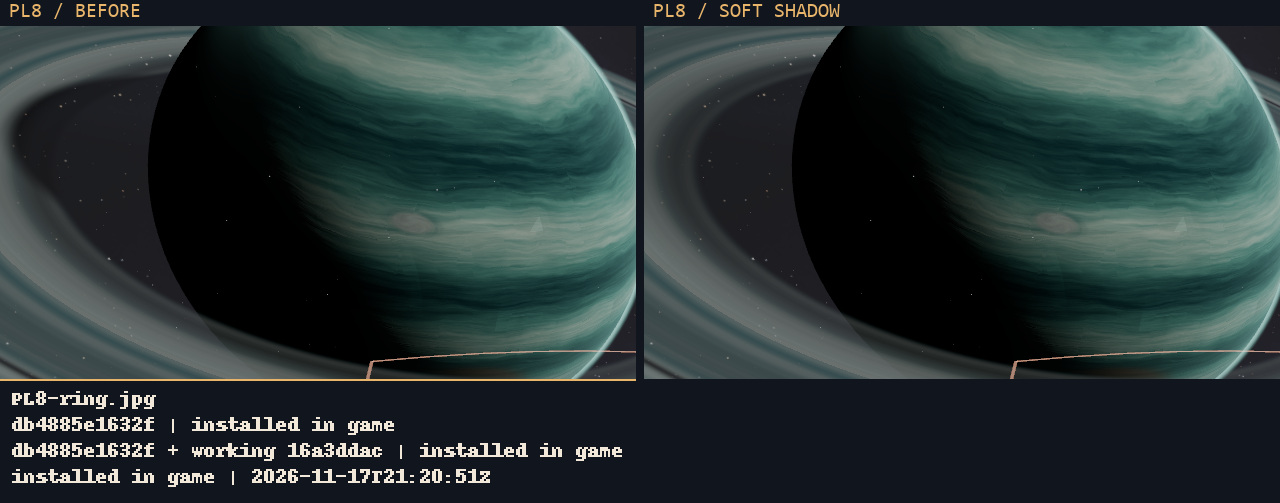 PL8 / BEFORE
PL8 / SOFT SHADOW
PL8-ring.jpg
db4885e1632f | installed in game
db4885e1632f + working 16a3ddac | installed in game
installed in game | 2026-11-17T21:20:51Z